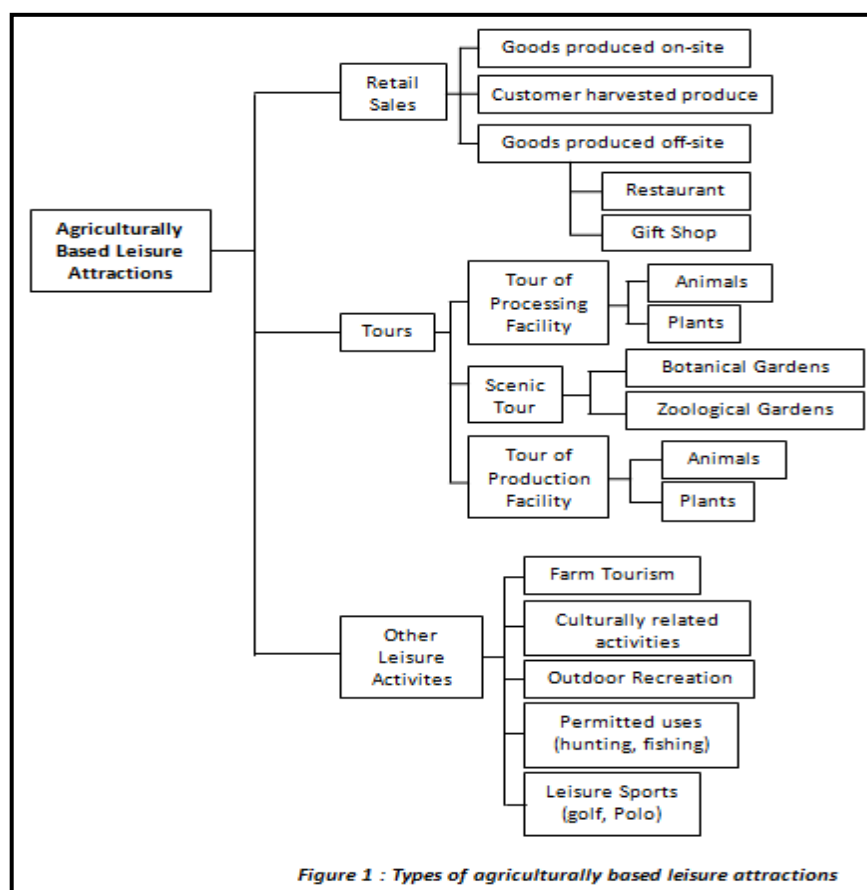 Agriculturally
Based Leisure
Attractions
Retail
Sales
Goods produced on-site
Customer harvested produce
Goods produced off-site
Restaurant
Gift Shop
Tours
Tour of
Processing
Facility
Animals
Plants
Scenic
Tour
Botanical Gardens
Zoological Gardens
Tour of
Production
Facility
Animals
Plants
Other
Leisure
Activites
Farm Tourism
Culturally related
activities
Outdoor Recreation
Permitted uses
(hunting, fishing)
Leisure Sports
(golf, Polo)
Figure 1 : Types of agriculturally based leisure attractions